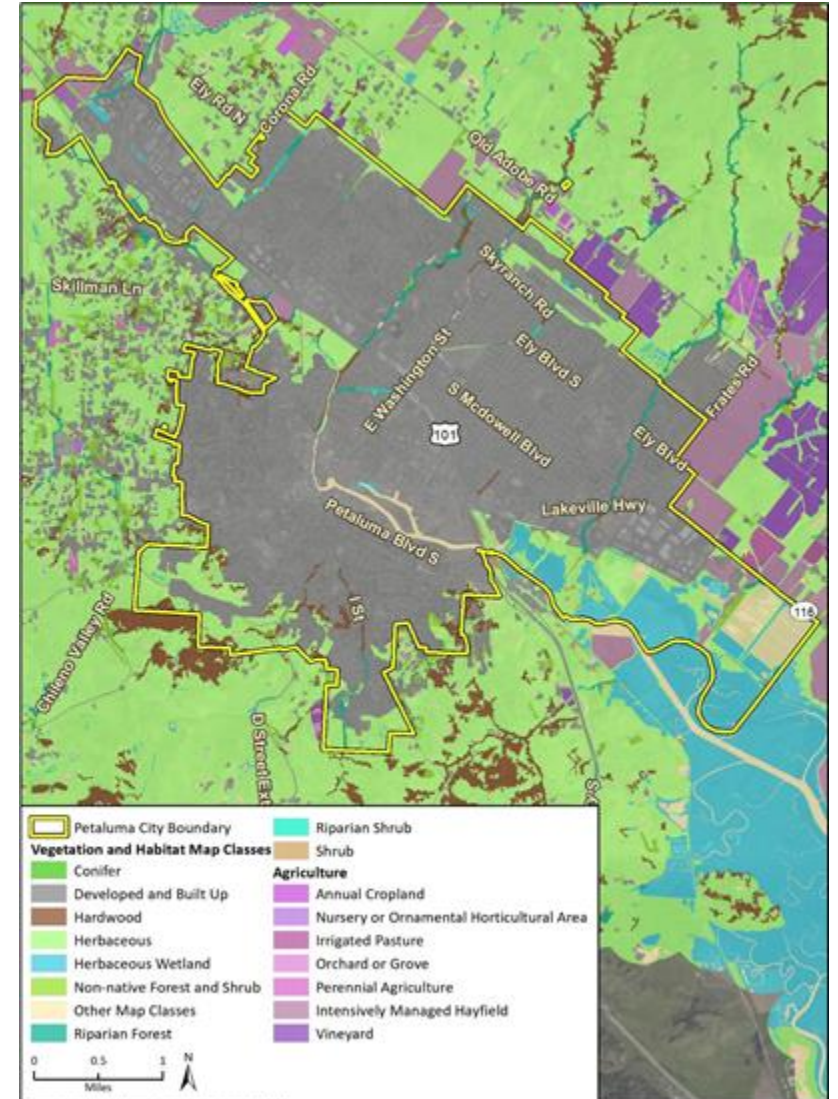 Ely Rd N
Corona Rd
Old Adobe Rd
Skillman Ln
Skyranch Rd
E Washington St
Ely Blvd S
S Mcdowell Blvd
Frates Rd
101
Ely Blvd
Lakeville Hwy
Petaluma Blvd S
I St
116
Chileno Valley Rd
D Street Ext
Petaluma City Boundary
Vegetation and Habitat Map Classes
Conifer
Developed and Built Up
Hardwood
Herbaceous
Herbaceous Wetland
Non-native Forest and Shrub
Other Map Classes
Riparian Forest
Riparian Shrub
Shrub
Agriculture
Annual Cropland
Nursery or Ornamental Horticultural Area
Irrigated Pasture
Orchard or Grove
Perennial Agriculture
Intensively Managed Hayfield
Vineyard
0 0.5 1
Miles
N